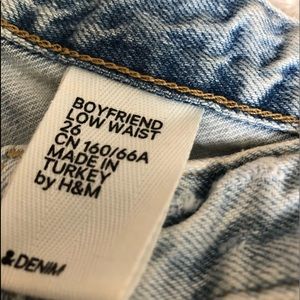 BOYFRIEND
LOW WAIST
26
CN 160/66A
MADE IN
TURKEY
by H&M
& DENIM